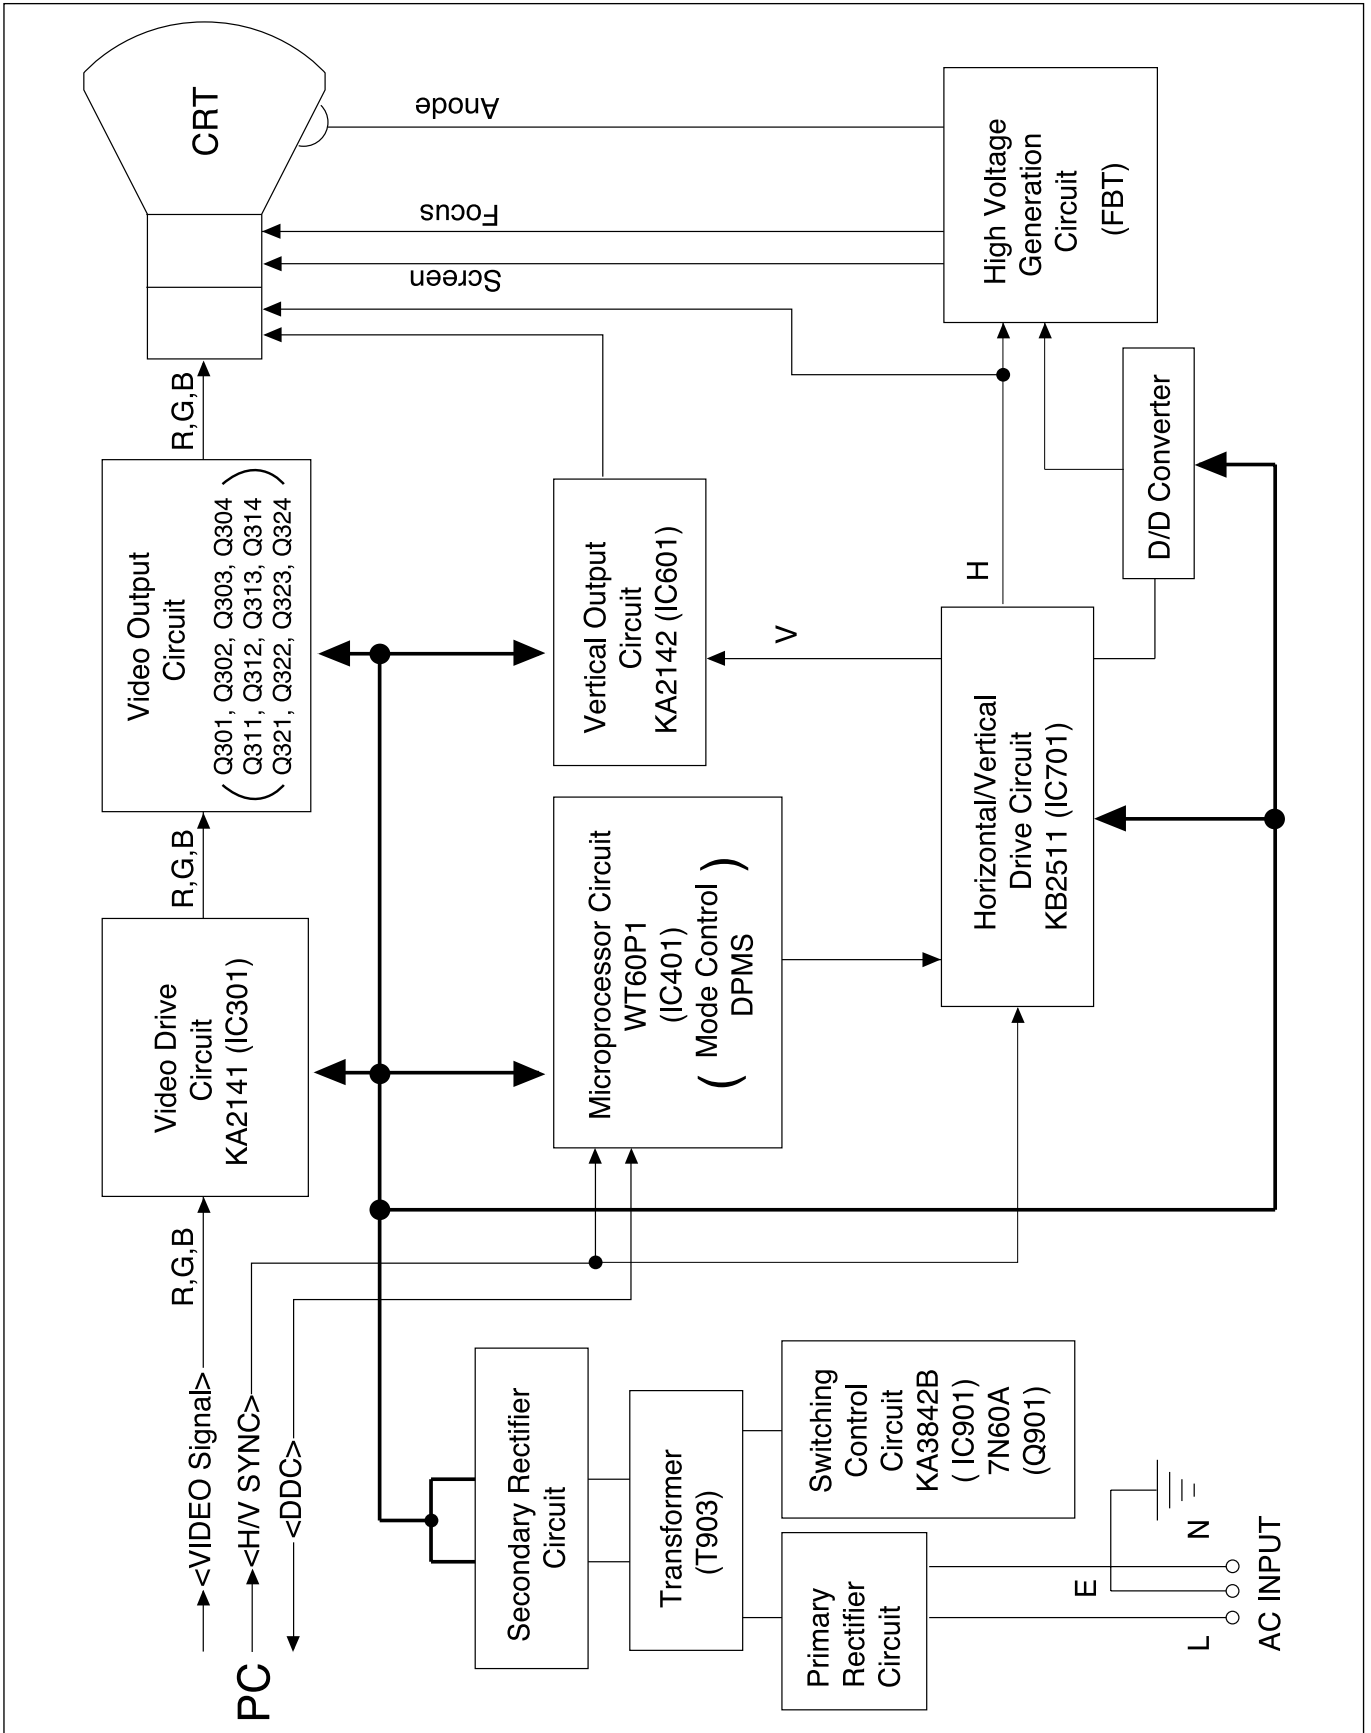 PC
<VIDEO Signal>
<H/V SYNC>
<DDC>
R,G,B
Video Drive
Circuit
KA2141 (IC301)
R,G,B
Video Output
Circuit
(Q301, Q302, Q303, Q304
Q311, Q312, Q313, Q314
Q321, Q322, Q323, Q324)
R,G,B
CRT
Microprocessor Circuit
WT60P1
(IC401)
(Mode Control
DPMS)
Vertical Output
Circuit
KA2142 (IC601)
Screen
Focus
Anode
V
H
Horizontal/Vertical
Drive Circuit
KB2511 (IC701)
D/D Converter
High Voltage
Generation
Circuit
(FBT)
Secondary Rectifier
Circuit
Transformer
(T903)
Primary
Rectifier
Circuit
Switching
Control
Circuit
KA3842B
( IC901)
7N60A
(Q901)
L
E
N
AC INPUT